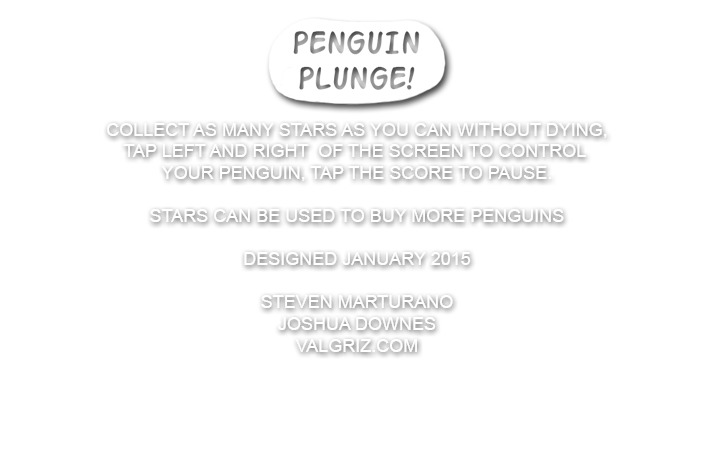 PENGUIN
PLUNGE!
COLLECT AS MANY STARS AS YOU CAN WITHOUT DYING.
TAP LEFT AND RIGHT OF THE SCREEN TO CONTROL
YOUR PENGUIN. TAP THE SCORE TO PAUSE.
STARS CAN BE USED TO BUY MORE PENGUINS
DESIGNED JANUARY 2015
STEVEN MARTURANO
JOSHUA DOWNES
VALGRIZ.COM